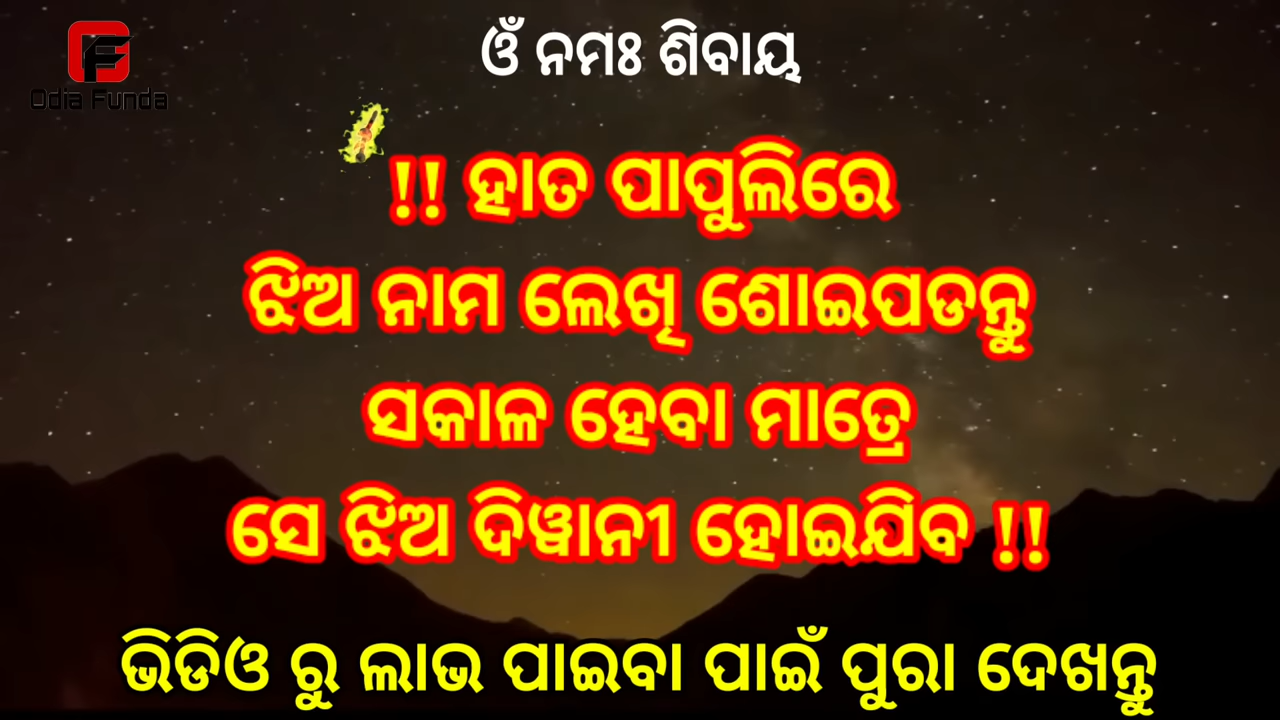 ଓଁ ନମଃ ଶିବାୟ
Odia Funda
!! ହାତ ପାପୁଲିରେ
ଝିଅ ନାମ ଲେଖି ଶୋଇପଡନ୍ତୁ
ସକାଳ ହେବା ମାତ୍ରେ
ସେ ଝିଅ ଦିୱାନୀ ହୋଇଯିବ !!
ଭିଡିଓ ରୁ ଲାଭ ପାଇବା ପାଇଁ ପୁରା ଦେଖନ୍ତୁ